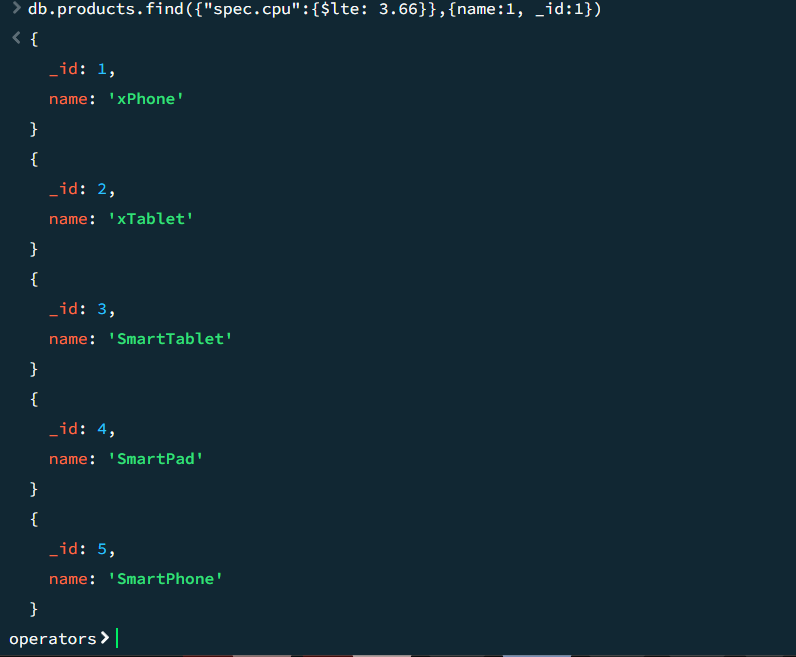 > db.products.find({"spec.cpu":{$lte: 3.66}},{name:1, _id:1})
< {
_id: 1,
name: 'xPhone'
}
{
_id: 2,
name: 'xTablet'
}
{
_id: 3,
name: 'SmartTablet'
}
{
_id: 4,
name: 'SmartPad'
}
{
_id: 5,
name: 'SmartPhone'
}
operators>